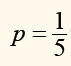 p = 1/5